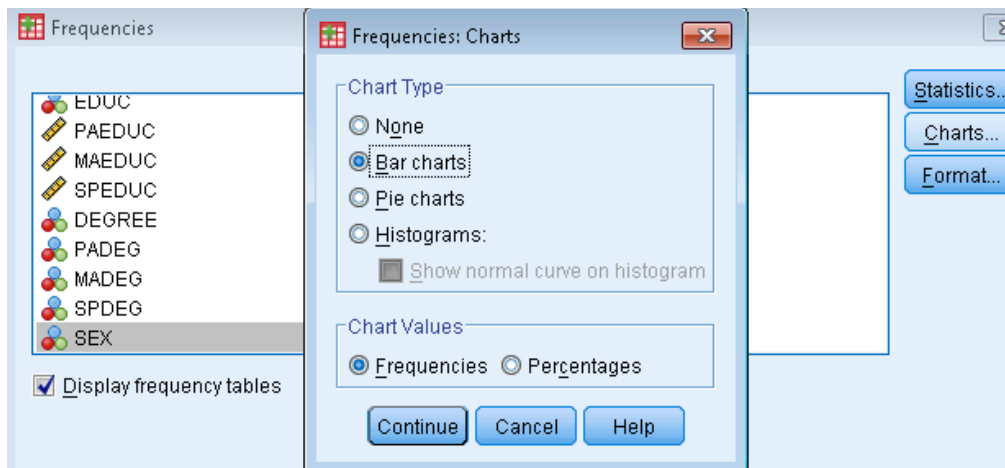 Frequencies
EDUC
PAEDUC
MAEDUC
SPEDUC
DEGREE
PADEG
MADEG
SPDEG
SEX
Display frequency tables
Frequencies: Charts
Chart Type
None
Bar charts
Pie charts
Histograms:
Show normal curve on histogram
Chart Values
Frequencies Percentages
Continue Cancel Help
Statistics...
Charts...
Format...